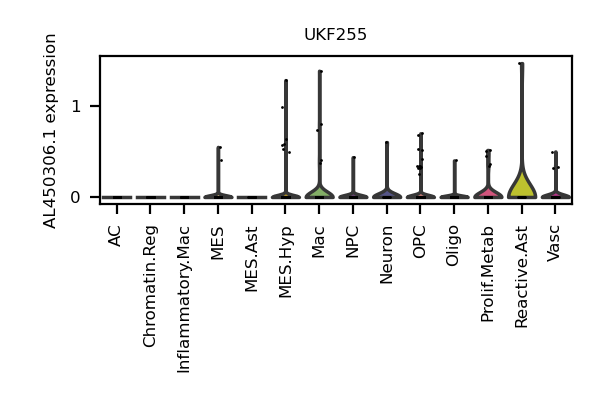 UKF255
AL450306.1 expression
1
0
AC
Chromatin.Reg
Inflammatory.Mac
MES
MES.Ast
MES.Hyp
Mac
NPC
Neuron
OPC
Oligo
Prolif.Metab
Reactive.Ast
Vasc